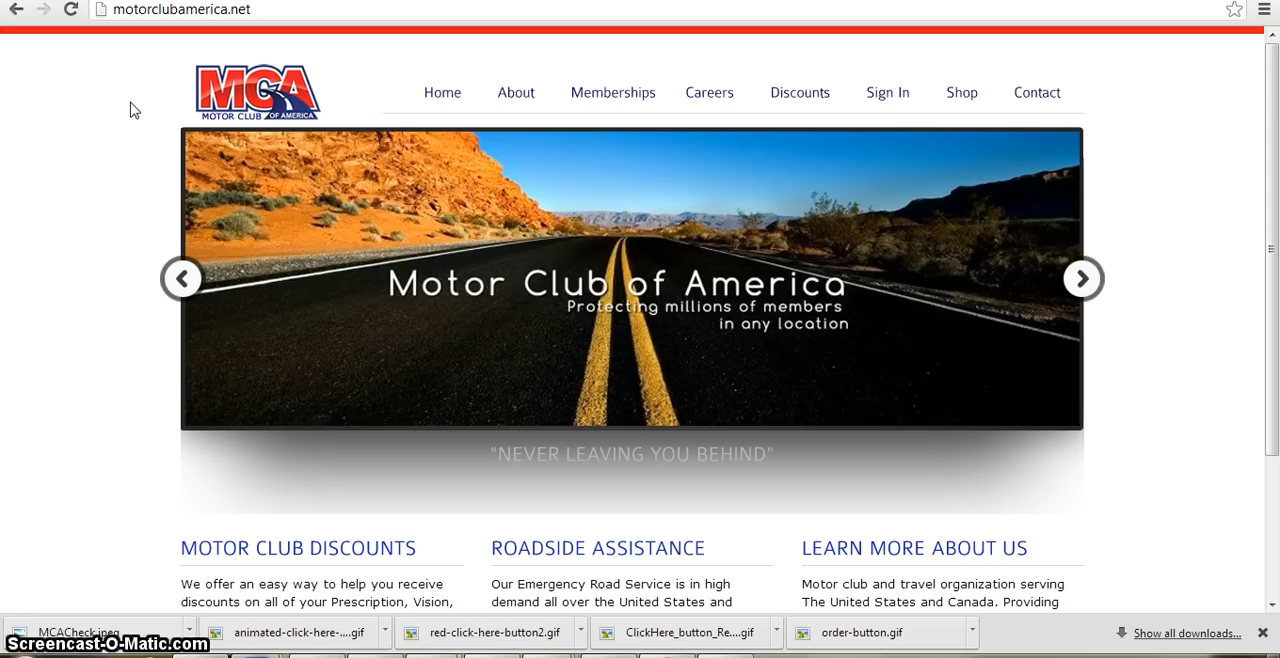 motorclubamerica.net
MCA
MOTOR CLUB OF AMERICA
Home About Memberships Careers Discounts Sign In Shop Contact
Motor Club of America
Protecting millions of members
in any location
"NEVER LEAVING YOU BEHIND"
MOTOR CLUB DISCOUNTS
We offer an easy way to help you receive
discounts on all of your Prescription, Vision,
ROADSIDE ASSISTANCE
Our Emergency Road Service is in high
demand all over the United States and
LEARN MORE ABOUT US
Motor club and travel organization serving
The United States and Canada. Providing
MCACheck.jpeg animated-click-here-....gif red-click-here-button2.gif ClickHere_button_Re....gif order-button.gif Show all downloads...
Screencast-O-Matic.com